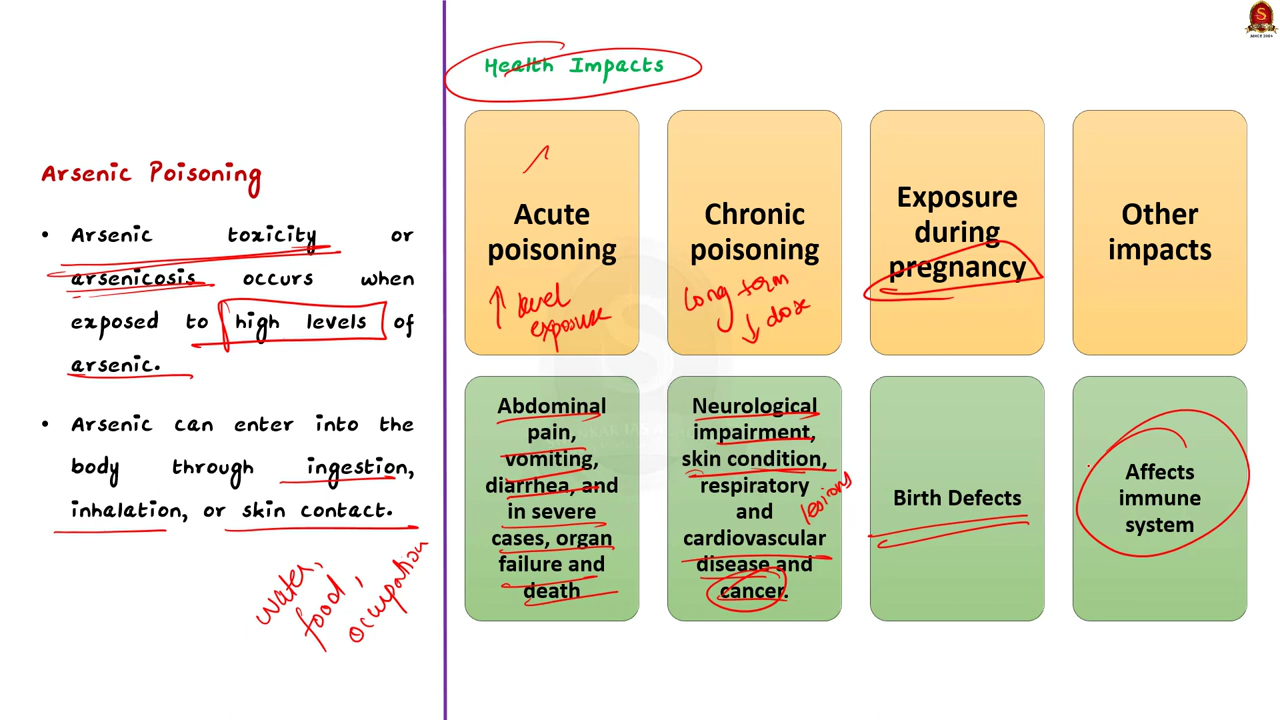 Health Impacts
Arsenic Poisoning
• Arsenic toxicity or
arsenicosis occurs when
exposed to high levels of
arsenic.
• Arsenic can enter into the
body through ingestion,
inhalation, or skin contact.
water,
food,
occupation
Acute
poisoning
↑ level
exposure
Chronic
poisoning
long term
↓ dose
Exposure
during
pregnancy
Other
impacts
Abdominal
pain,
vomiting,
diarrhea, and
in severe
cases, organ
failure and
death
Neurological
impairment,
skin condition,
lesions
respiratory
and
cardiovascular
disease and
cancer.
Birth Defects
Affects
immune
system
S
SINCE 2004